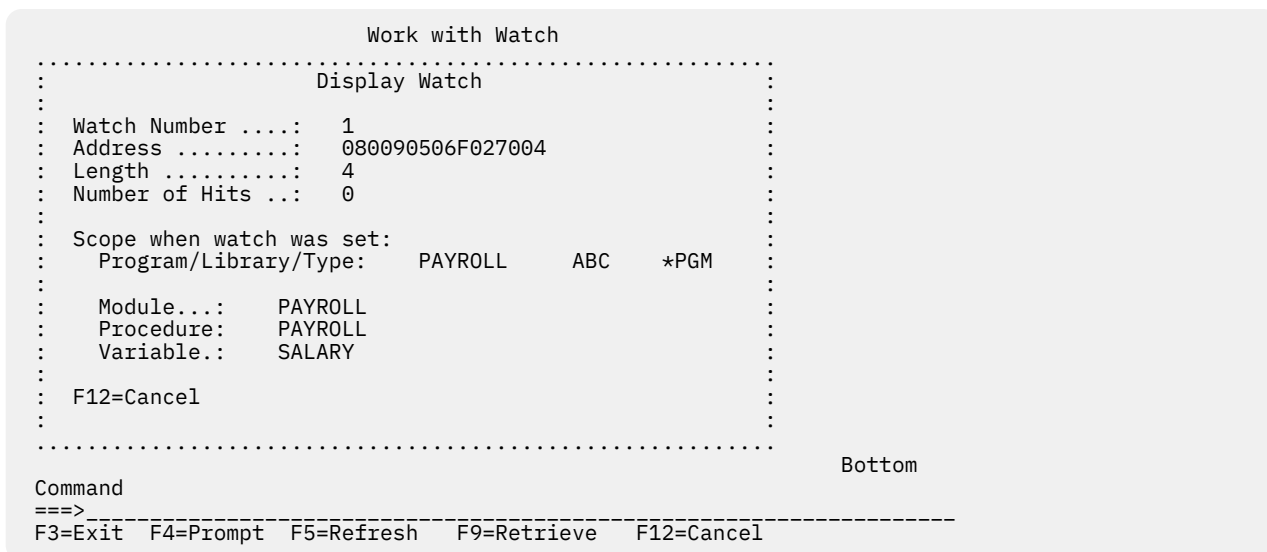 Work with Watch
..........................................................
: Display Watch :
: :
: Watch Number ....: 1 :
: Address .........: 080090506F027004 :
: Length ..........: 4 :
: Number of Hits ..: 0 :
: :
: Scope when watch was set: :
: Program/Library/Type: PAYROLL ABC *PGM :
: :
: Module...: PAYROLL :
: Procedure: PAYROLL :
: Variable.: SALARY :
: :
: F12=Cancel :
: :
..........................................................
Bottom
Command
===>____________________________________________________________________
F3=Exit F4=Prompt F5=Refresh F9=Retrieve F12=Cancel